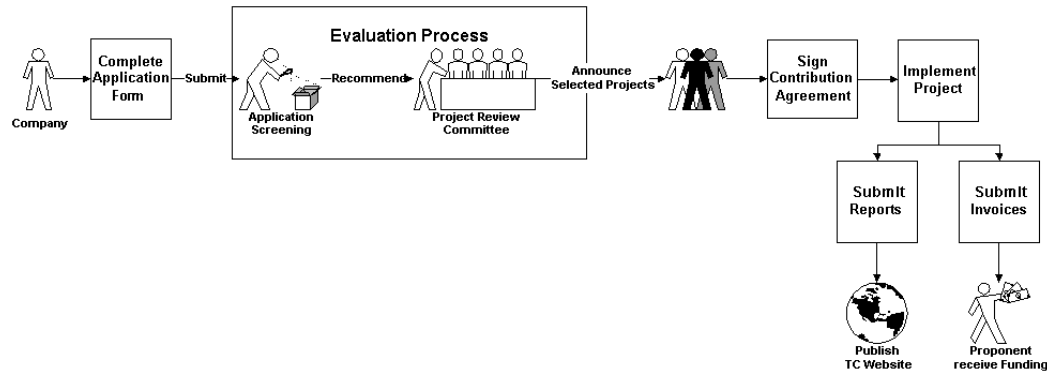 Evaluation Process
Complete
Application
Form
Submit
Recommend
Announce
Selected Projects
Sign
Contribution
Agreement
Implement
Project
Company
Application
Screening
Project Review
Committee
Submit
Reports
Submit
Invoices
Publish
TC Website
Proponent
receive Funding